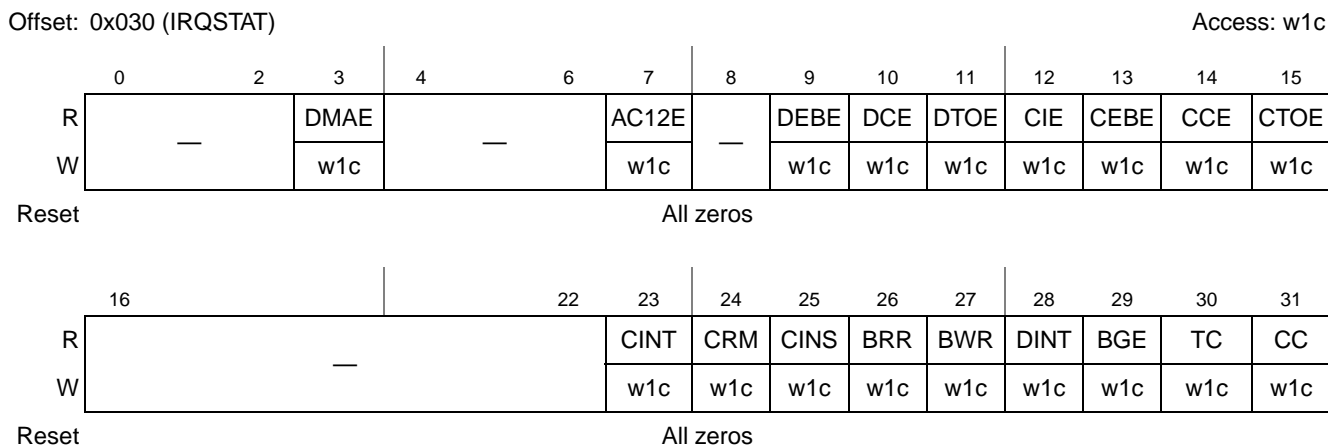 Offset: 0x030 (IRQSTAT) Access: w1c
0 2 3 4 6 7 8 9 10 11 12 13 14 15
R — DMAE — AC12E — DEBE DCE DTOE CIE CEBE CCE CTOE
W w1c w1c w1c w1c w1c w1c w1c w1c w1c
Reset All zeros
16 22 23 24 25 26 27 28 29 30 31
R — CINT CRM CINS BRR BWR DINT BGE TC CC
W w1c w1c w1c w1c w1c w1c w1c w1c w1c
Reset All zeros